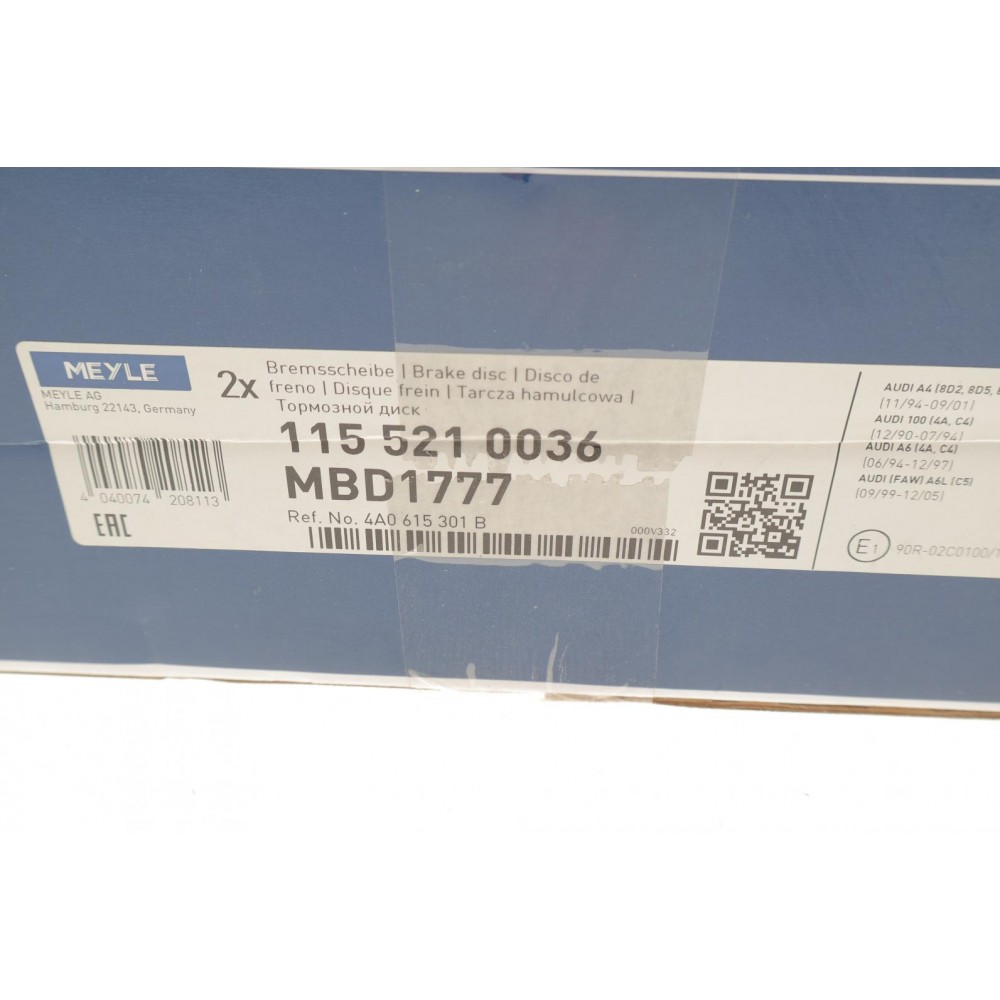 MEYLE
MEYLE AG
Hamburg 22143, Germany
2x
Bremsscheibe | Brake disc | Disco de
freno | Disque frein | Tarcza hamulcowa |
Тормозной диск
115 521 0036
MBD1777
Ref. No. 4A0 615 301 B
000V332
4 040074 208113
EAC
AUDI A4 (8D2, 8D5,
(11/94-09/01)
AUDI 100 (4A, C4)
(12/90-07/94)
AUDI A6 (4A, C4)
(06/94-12/97)
AUDI (FAW) A6L (C5)
(09/99-12/05)
E1 90R-02C0100/1